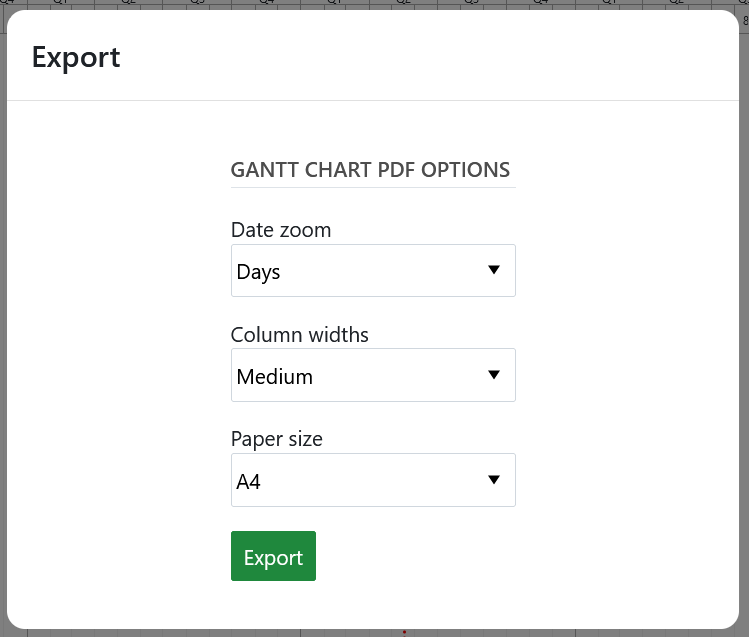 Export
GANTT CHART PDF OPTIONS
Date zoom
Days
Column widths
Medium
Paper size
A4
Export